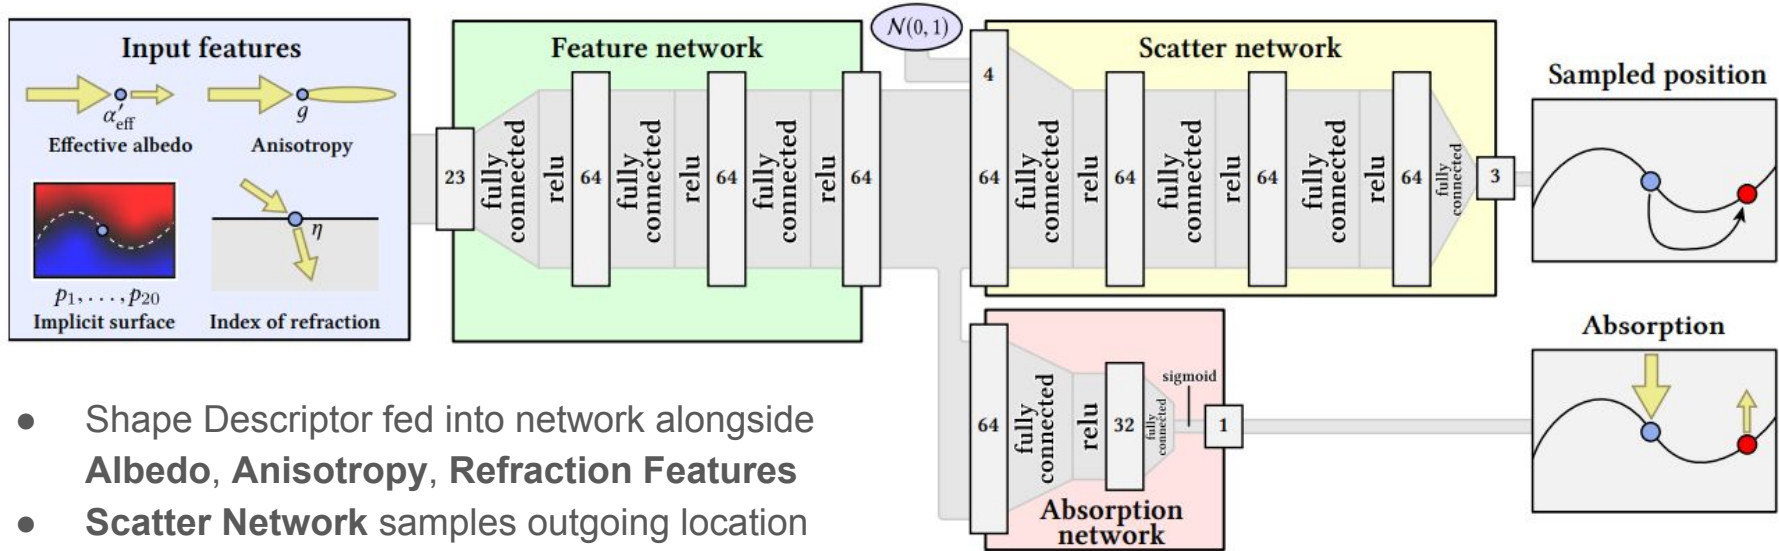 Input features
α′eff
Effective albedo
g
Anisotropy
p1, . . . , p20
Implicit surface
η
Index of refraction
Feature network
23
fully connected
relu
64
fully connected
relu
64
fully connected
relu
64
N(0, 1)
Scatter network
4
64
fully connected
relu
64
fully connected
relu
64
fully connected
relu
64
fully connected
3
Sampled position
64
fully connected
relu
32
fully connected
sigmoid
1
Absorption
network
Absorption
● Shape Descriptor fed into network alongside
Albedo, Anisotropy, Refraction Features
● Scatter Network samples outgoing location